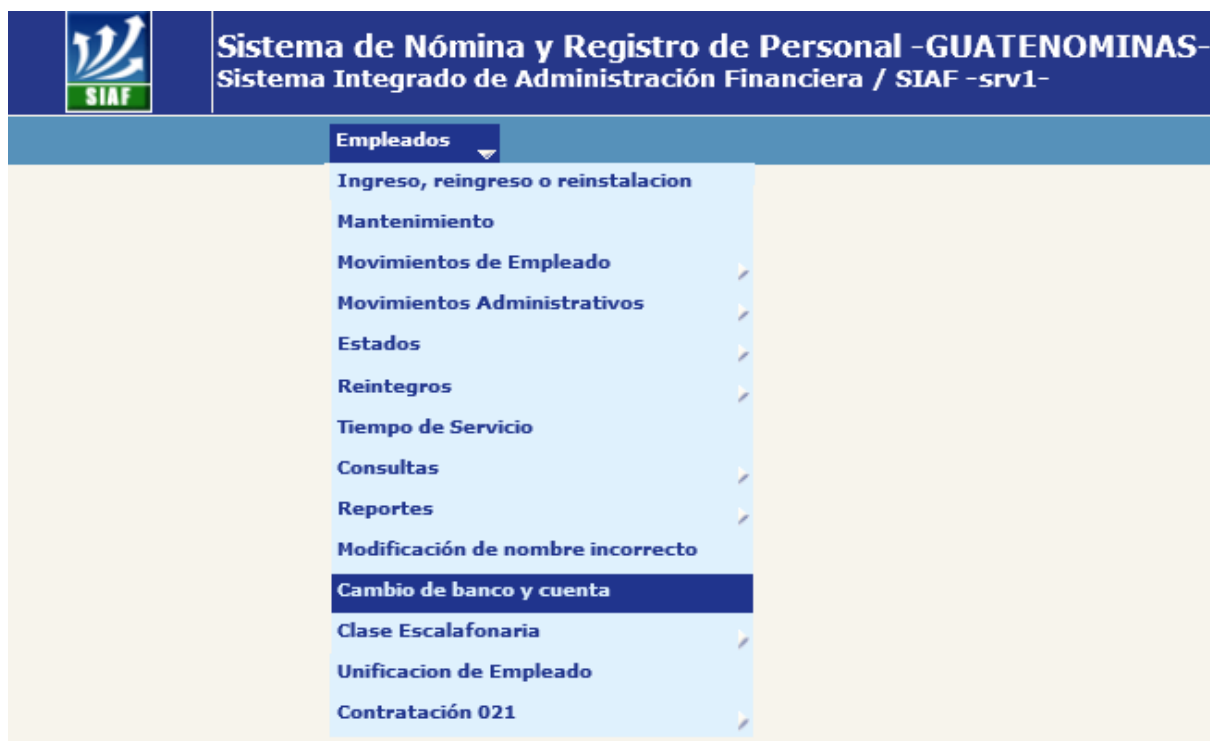 SIAF
Sistema de Nómina y Registro de Personal -GUATENOMINAS-
Sistema Integrado de Administración Financiera / SIAF -srv1-
Empleados
Ingreso, reingreso o reinstalacion
Mantenimiento
Movimientos de Empleado
Movimientos Administrativos
Estados
Reintegros
Tiempo de Servicio
Consultas
Reportes
Modificación de nombre incorrecto
Cambio de banco y cuenta
Clase Escalafonaria
Unificacion de Empleado
Contratación 021